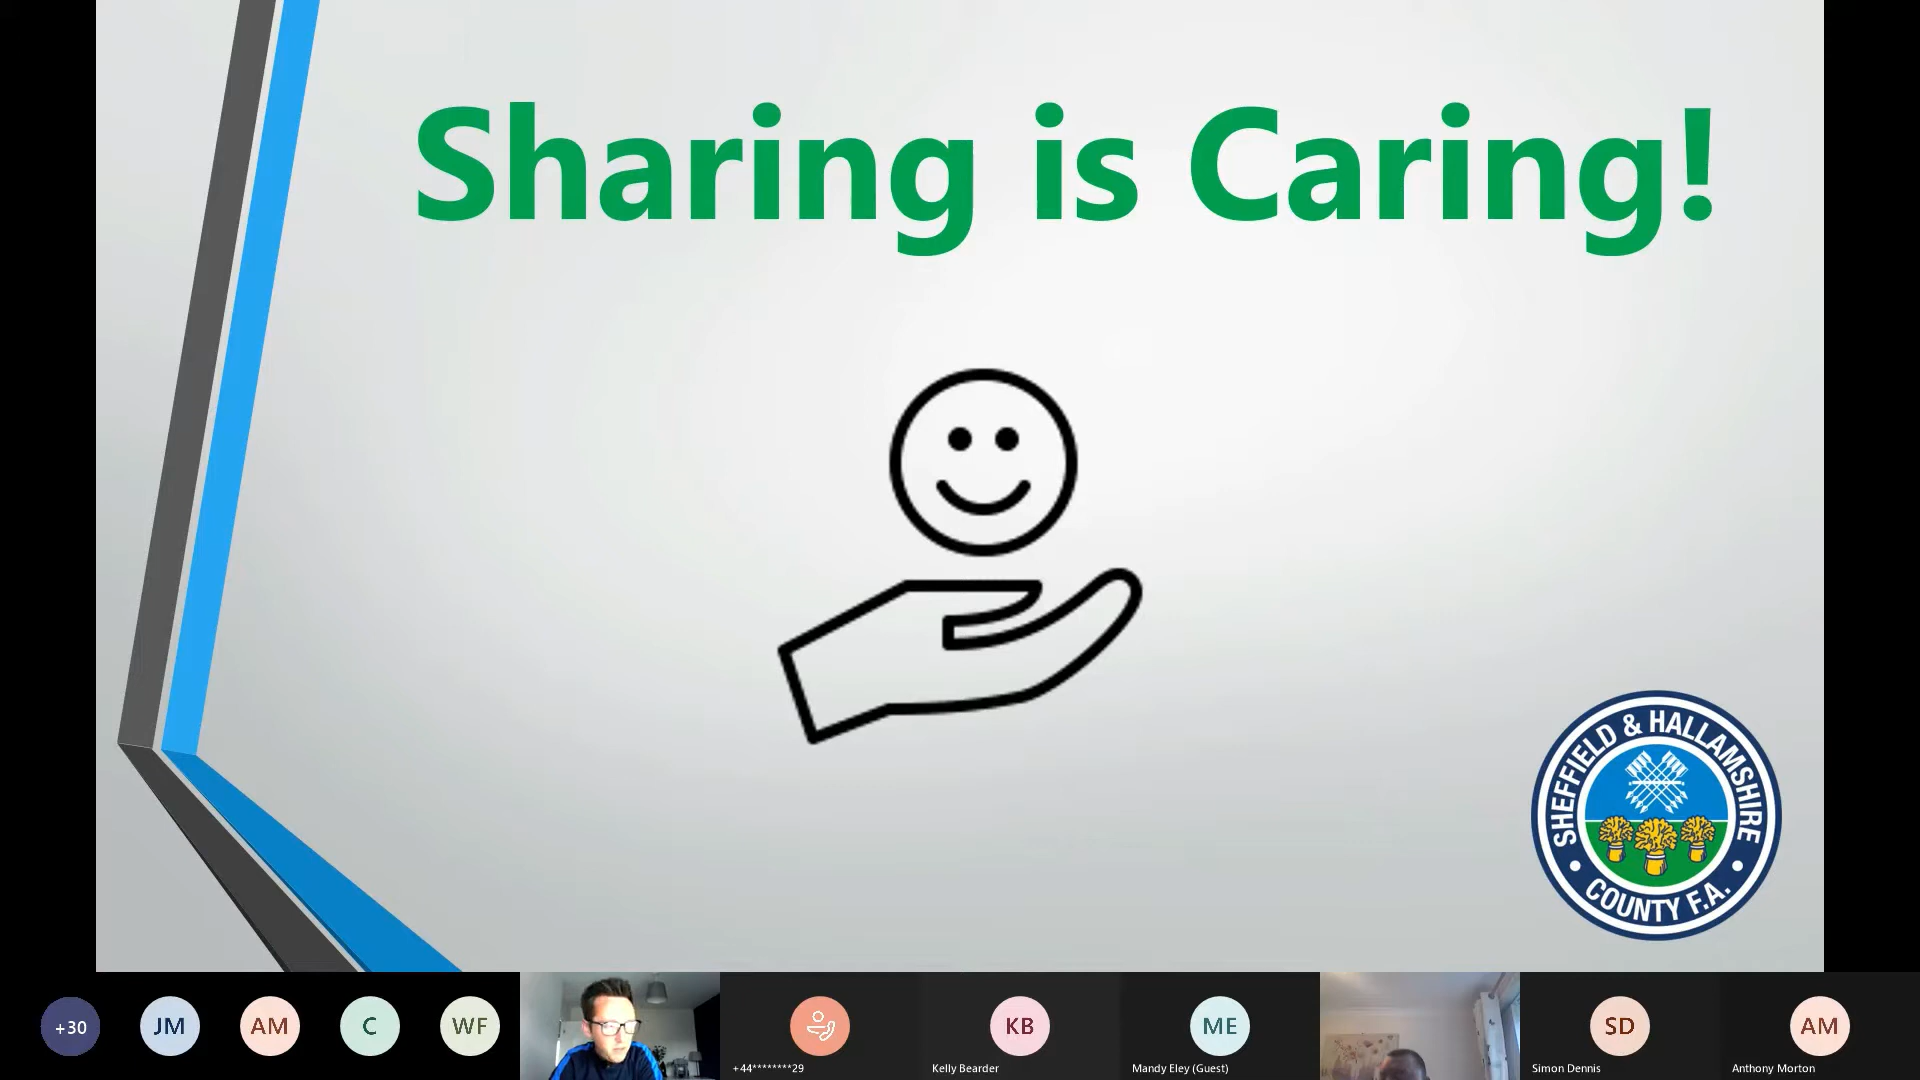 Sharing is Caring!
SHEFFIELD & HALLAMSHIRE
COUNTY F.A.
+30
JM
AM
C
WF
KB
ME
SD
AM
+44********29
Kelly Bearder
Mandy Eley (Guest)
Simon Dennis
Anthony Morton